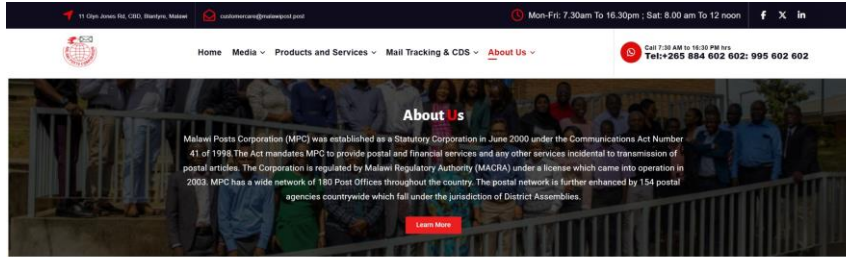 11 Glyn Jones Rd, CBD, Blantyre, Malawi
customercare@malawipost.post
Mon-Fri: 7.30am To 16.30pm ; Sat: 8.00 am To 12 noon
f X in
Home Media Products and Services Mail Tracking & CDS About Us
Call 7:30 AM to 16:30 PM hrs
Tel:+265 884 602 602: 995 602 602
About Us
Malawi Posts Corporation (MPC) was established as a Statutory Corporation in June 2000 under the Communications Act Number
41 of 1998.The Act mandates MPC to provide postal and financial services and any other services incidental to transmission of
postal articles. The Corporation is regulated by Malawi Regulatory Authority (MACRA) under a license which came into operation in
2003. MPC has a wide network of 180 Post Offices throughout the country. The postal network is further enhanced by 154 postal
agencies countrywide which fall under the jurisdiction of District Assemblies.
Learn More